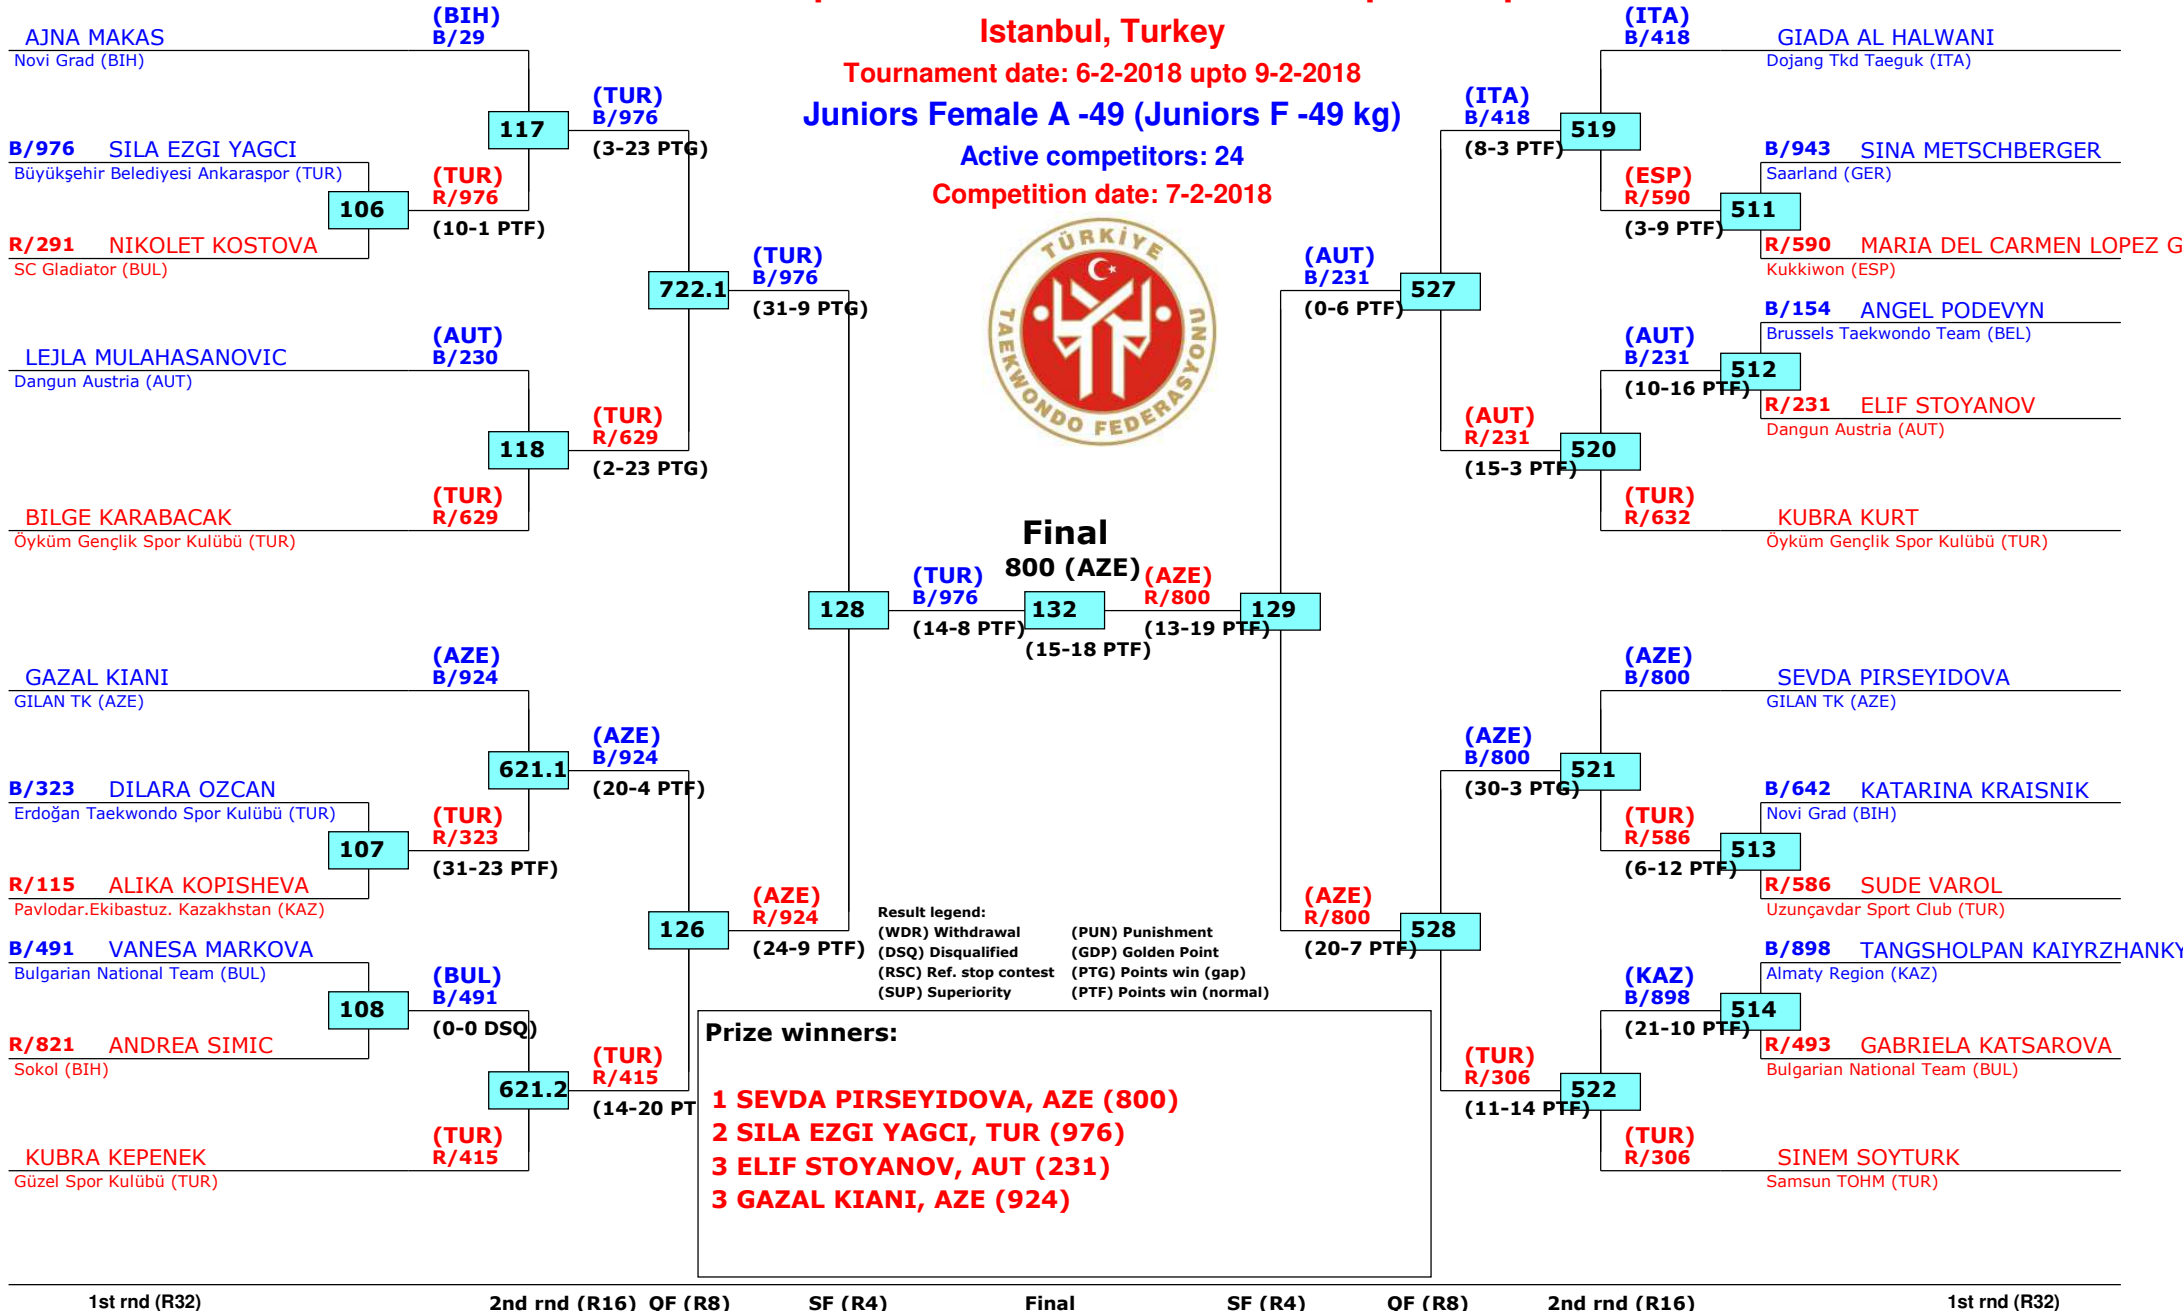 Istanbul, Turkey
Tournament date: 6-2-2018 upto 9-2-2018
Juniors Female A -49 (Juniors F -49 kg)
Active competitors: 24
Competition date: 7-2-2018
TÜRKİYE
TAEKWONDO FEDERASYONU
AJNA MAKAS
Novi Grad (BIH)
(BIH)
B/29
B/976 SILA EZGI YAGCI
Büyükşehir Belediyesi Ankaraspor (TUR)
106
R/291 NIKOLET KOSTOVA
SC Gladiator (BUL)
(TUR)
R/976
(10-1 PTF)
117
(TUR)
B/976
(3-23 PTG)
LEJLA MULAHASANOVIC
Dangun Austria (AUT)
(AUT)
B/230
118
BILGE KARABACAK
Öyküm Gençlik Spor Kulübü (TUR)
(TUR)
R/629
(TUR)
R/629
(2-23 PTG)
722.1
(TUR)
B/976
(31-9 PTG)
GAZAL KIANI
GILAN TK (AZE)
(AZE)
B/924
B/323 DILARA OZCAN
Erdoğan Taekwondo Spor Kulübü (TUR)
107
R/115 ALIKA KOPISHEVA
Pavlodar.Ekibastuz. Kazakhstan (KAZ)
(TUR)
R/323
(31-23 PTF)
621.1
(AZE)
B/924
(20-4 PTF)
B/491 VANESA MARKOVA
Bulgarian National Team (BUL)
108
R/821 ANDREA SIMIC
Sokol (BIH)
(BUL)
B/491
(0-0 DSQ)
621.2
KUBRA KEPENEK
Güzel Spor Kulübü (TUR)
(TUR)
R/415
(TUR)
R/415
(14-20 PT
126
(AZE)
R/924
(24-9 PTF)
128
(TUR)
B/976
(14-8 PTF)
Final
800 (AZE)
132
(15-18 PTF)
(AZE)
R/800
(13-19 PTF)
129
(AUT)
B/231
(0-6 PTF)
527
(ITA)
B/418
(8-3 PTF)
519
(ITA)
B/418
GIADA AL HALWANI
Dojang Tkd Taeguk (ITA)
(ESP)
R/590
(3-9 PTF)
511
B/943 SINA METSCHBERGER
Saarland (GER)
R/590 MARIA DEL CARMEN LOPEZ G
Kukkiwon (ESP)
(AUT)
R/231
(15-3 PTF)
520
(AUT)
B/231
(10-16 PTF)
512
B/154 ANGEL PODEVYN
Brussels Taekwondo Team (BEL)
R/231 ELIF STOYANOV
Dangun Austria (AUT)
(TUR)
R/632
KUBRA KURT
Öyküm Gençlik Spor Kulübü (TUR)
(AZE)
R/800
(20-7 PTF)
528
(AZE)
B/800
(30-3 PTG)
521
(AZE)
B/800
SEVDA PIRSEYIDOVA
GILAN TK (AZE)
(TUR)
R/586
(6-12 PTF)
513
B/642 KATARINA KRAISNIK
Novi Grad (BIH)
R/586 SUDE VAROL
Uzunçavdar Sport Club (TUR)
(TUR)
R/306
(11-14 PTF)
522
(KAZ)
B/898
(21-10 PTF)
514
B/898 TANGSHOLPAN KAIYRZHANKY
Almaty Region (KAZ)
R/493 GABRIELA KATSAROVA
Bulgarian National Team (BUL)
(TUR)
R/306
SINEM SOYTURK
Samsun TOHM (TUR)
Result legend:
(WDR) Withdrawal (PUN) Punishment
(DSQ) Disqualified (GDP) Golden Point
(RSC) Ref. stop contest (PTG) Points win (gap)
(SUP) Superiority (PTF) Points win (normal)
Prize winners:
1 SEVDA PIRSEYIDOVA, AZE (800)
2 SILA EZGI YAGCI, TUR (976)
3 ELIF STOYANOV, AUT (231)
3 GAZAL KIANI, AZE (924)
1st rnd (R32) 2nd rnd (R16) QF (R8) SF (R4) Final SF (R4) QF (R8) 2nd rnd (R16) 1st rnd (R32)